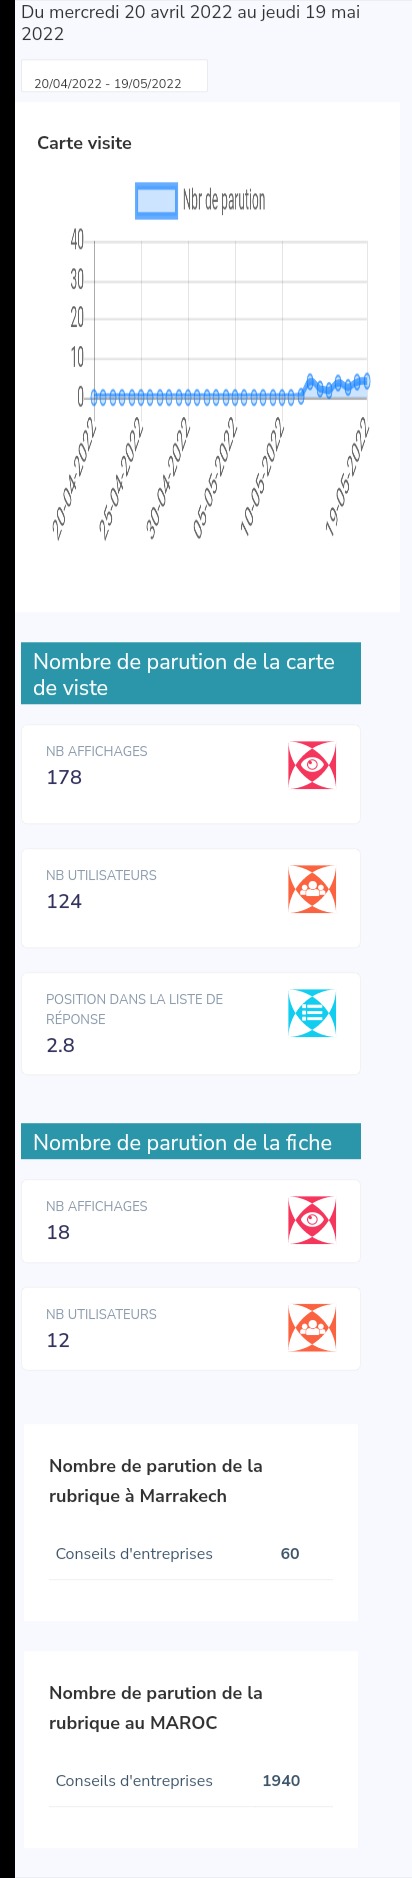 Du mercredi 20 avril 2022 au jeudi 19 mai
2022
20/04/2022 - 19/05/2022
Carte visite
Nbr de parution
40
30
20
10
0
20-04-2022
25-04-2022
30-04-2022
05-05-2022
10-05-2022
19-05-2022
Nombre de parution de la carte
de viste
NB AFFICHAGES
178
NB UTILISATEURS
124
POSITION DANS LA LISTE DE
RÉPONSE
2.8
Nombre de parution de la fiche
NB AFFICHAGES
18
NB UTILISATEURS
12
Nombre de parution de la
rubrique à Marrakech
Conseils d'entreprises 60
Nombre de parution de la
rubrique au MAROC
Conseils d'entreprises 1940